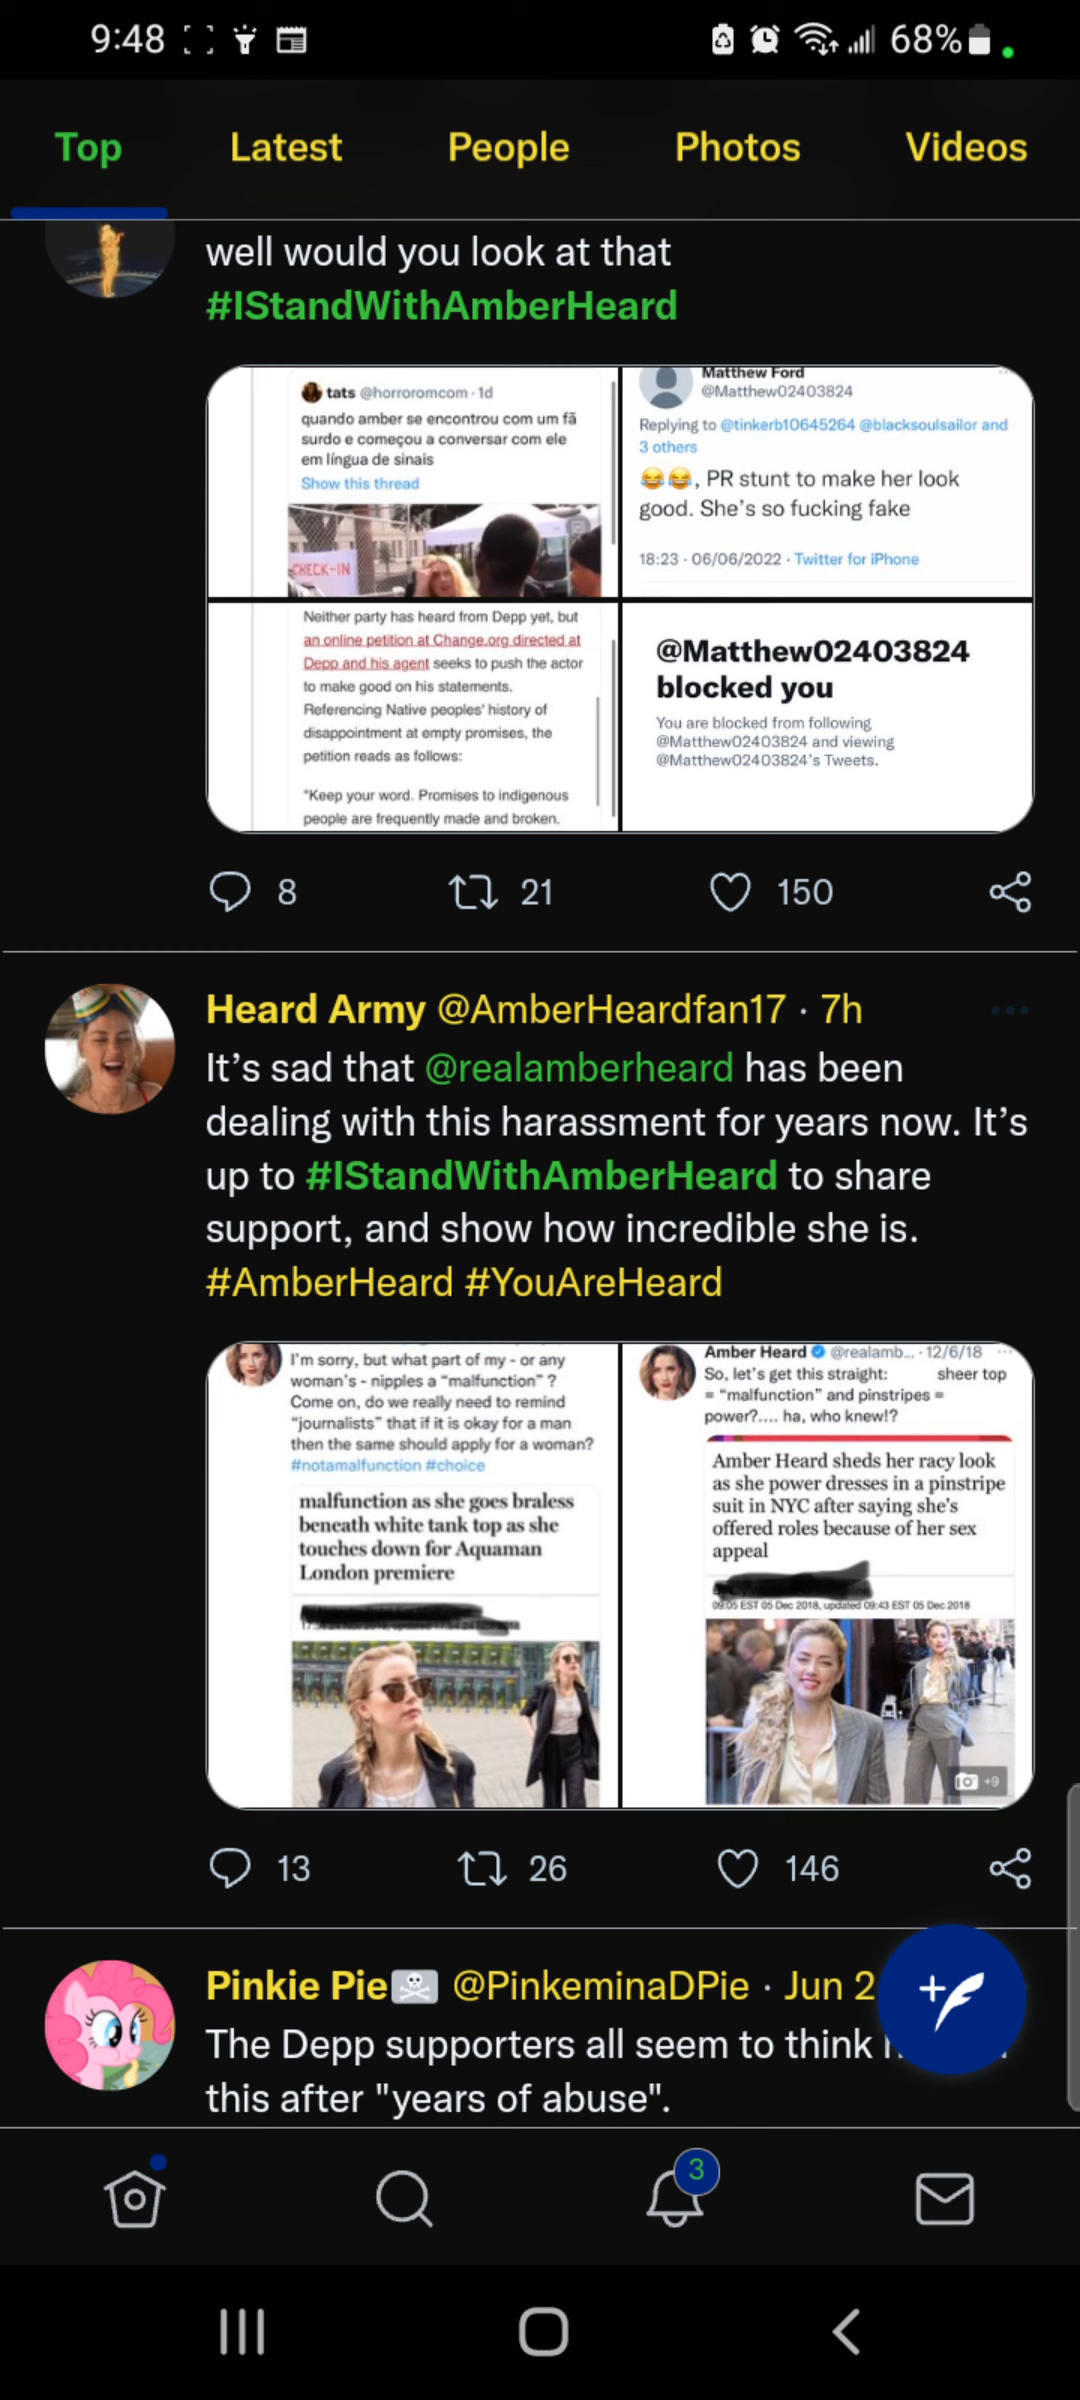 9:48
68%
Top
Latest
People
Photos
Videos
well would you look at that
#IStandWithAmberHeard
tats @horroromcom · 1d
quando amber se encontrou com um fã
surdo e começou a conversar com ele
em língua de sinais
Show this thread
CHECK-IN
Matthew Ford
@Matthew02403824
Replying to @tinkerb10645264 @blacksoulsailor and
3 others
😂😂, PR stunt to make her look
good. She's so fucking fake
18:23 · 06/06/2022 · Twitter for iPhone
Neither party has heard from Depp yet, but
an online petition at Change.org directed at
Depp and his agent seeks to push the actor
to make good on his statements.
Referencing Native peoples' history of
disappointment at empty promises, the
petition reads as follows:
"Keep your word. Promises to indigenous
people are frequently made and broken.
@Matthew02403824
blocked you
You are blocked from following
@Matthew02403824 and viewing
@Matthew02403824's Tweets.
8
21
150
Heard Army @AmberHeardfan17 · 7h
It's sad that @realamberheard has been
dealing with this harassment for years now. It's
up to #IStandWithAmberHeard to share
support, and show how incredible she is.
#AmberHeard #YouAreHeard
I'm sorry, but what part of my - or any
woman's - nipples a "malfunction" ?
Come on, do we really need to remind
"journalists" that if it is okay for a man
then the same should apply for a woman?
#notamalfunction #choice
malfunction as she goes braless
beneath white tank top as she
touches down for Aquaman
London premiere
Amber Heard @realamb... · 12/6/18
So, let's get this straight: sheer top
= "malfunction" and pinstripes =
power?.... ha, who knew!?
Amber Heard sheds her racy look
as she power dresses in a pinstripe
suit in NYC after saying she's
offered roles because of her sex
appeal
09:05 EST 05 Dec 2018, updated 09:43 EST 05 Dec 2018
+9
13
26
146
Pinkie Pie☠ @PinkeminaDPie · Jun 2
The Depp supporters all seem to think
this after "years of abuse".
3